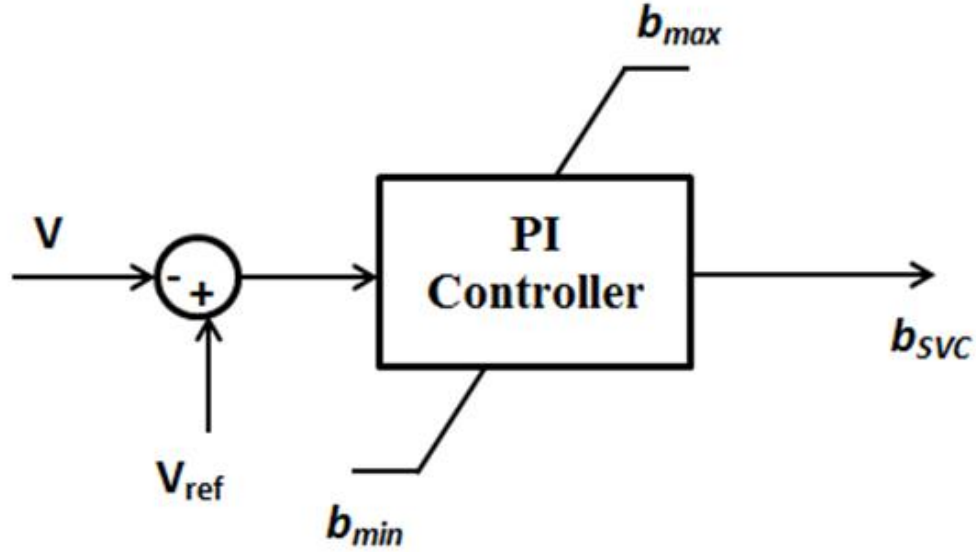 bmax
V
-
+
PI
Controller
bSVC
Vref
bmin